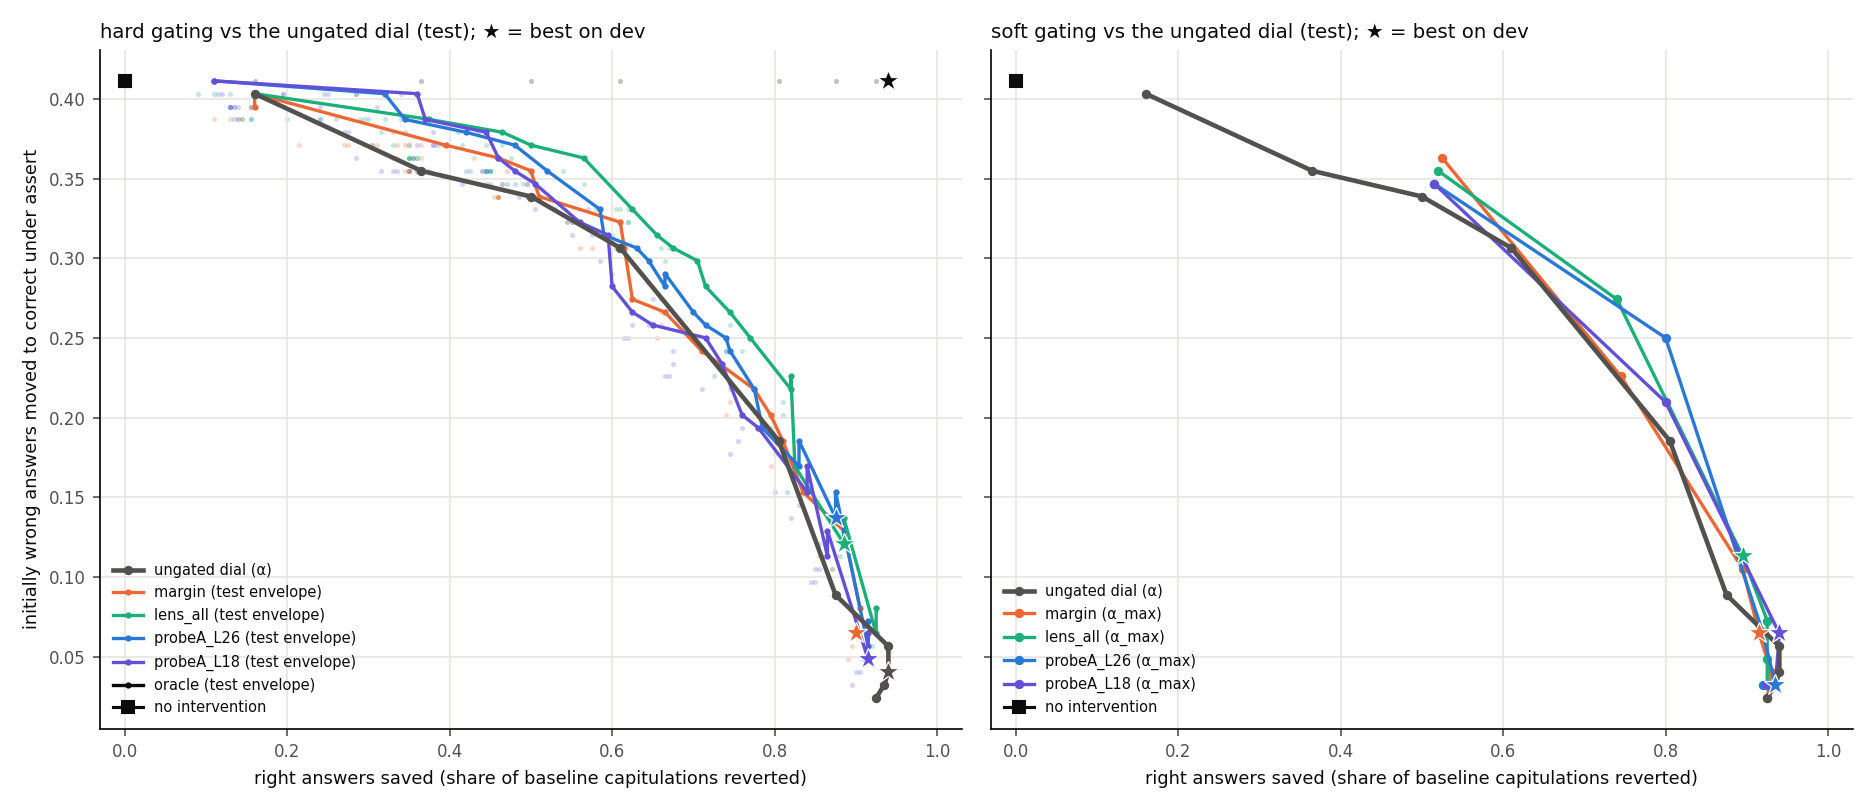 hard gating vs the ungated dial (test); ★ = best on dev
soft gating vs the ungated dial (test); ★ = best on dev
initially wrong answers moved to correct under assert
0.40
0.35
0.30
0.25
0.20
0.15
0.10
0.05
ungated dial (α)
margin (test envelope)
lens_all (test envelope)
probeA_L26 (test envelope)
probeA_L18 (test envelope)
oracle (test envelope)
no intervention
0.0 0.2 0.4 0.6 0.8 1.0
right answers saved (share of baseline capitulations reverted)
ungated dial (α)
margin (α_max)
lens_all (α_max)
probeA_L26 (α_max)
probeA_L18 (α_max)
no intervention
0.0 0.2 0.4 0.6 0.8 1.0
right answers saved (share of baseline capitulations reverted)